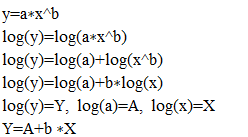 y=a*x^b
log(y)=log(a*x^b)
log(y)=log(a)+log(x^b)
log(y)=log(a)+b*log(x)
log(y)=Y, log(a)=A, log(x)=X
Y=A+b *X